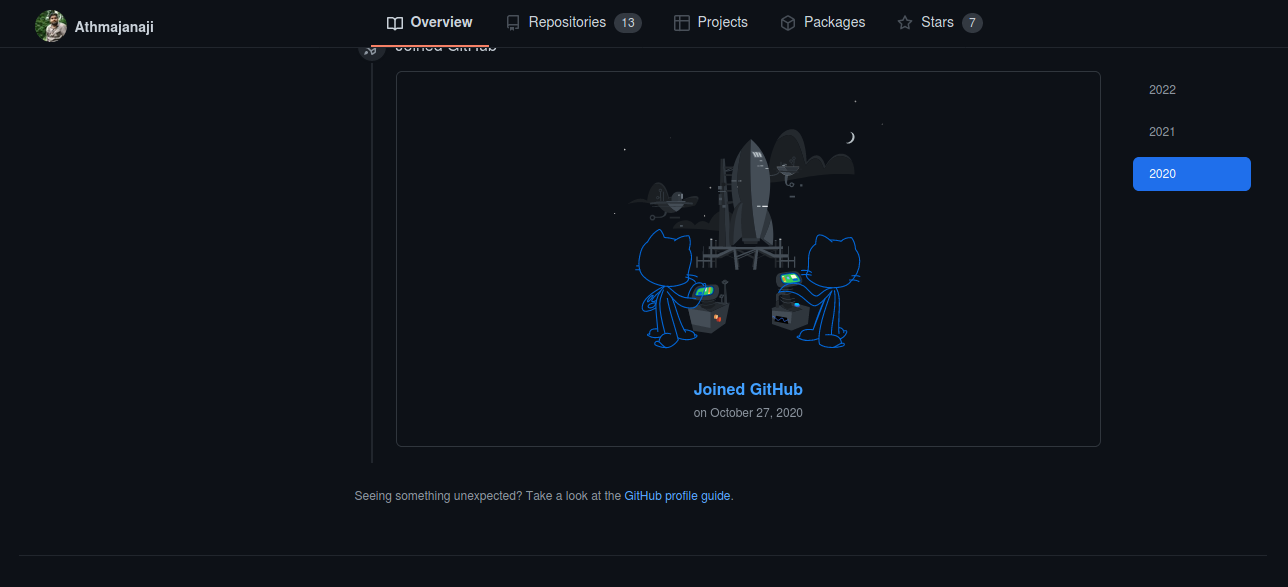 Athmajanaji
Overview
Repositories 13
Projects
Packages
Stars 7
Joined GitHub
2022
2021
2020
Joined GitHub
on October 27, 2020
Seeing something unexpected? Take a look at the GitHub profile guide.